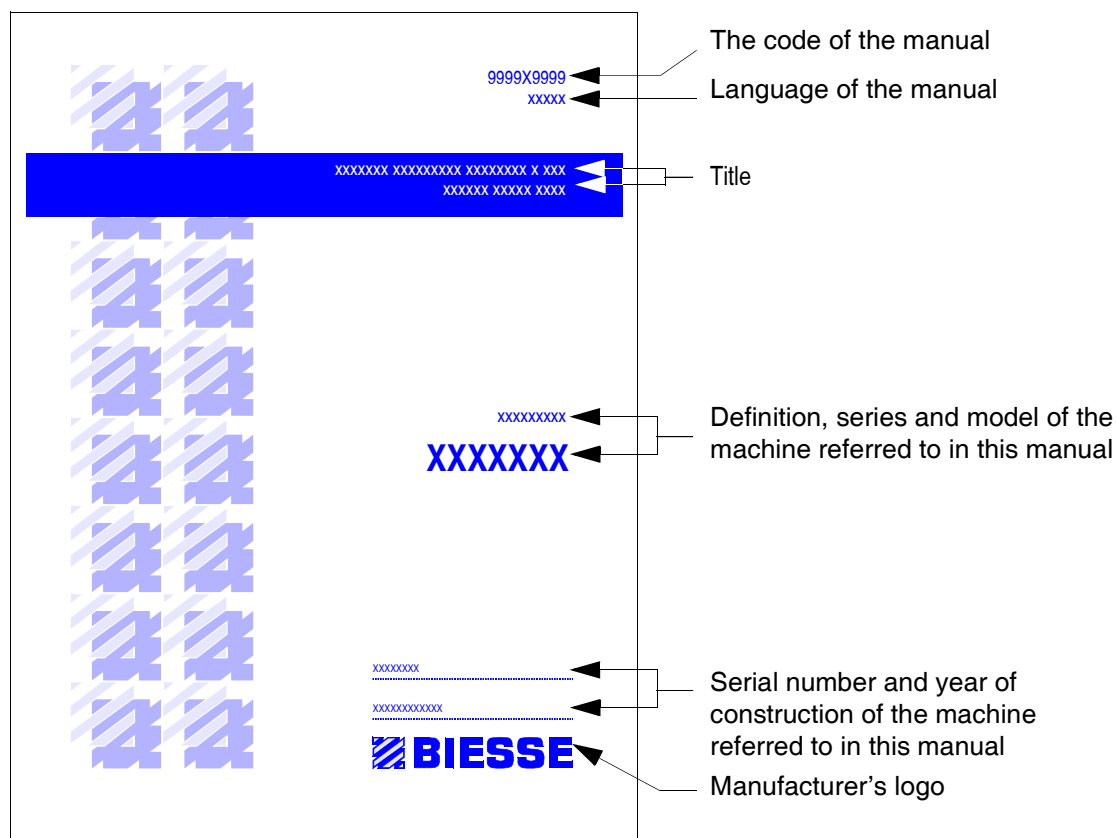 The code of the manual
9999X9999
Language of the manual
xxxxx
xxxxxxx xxxxxxxxx xxxxxxxx x xxx
xxxxxx xxxxx xxxx
Title
xxxxxxxxx
XXXXXXX
Definition, series and model of the
machine referred to in this manual
xxxxxxxx
xxxxxxxxxxxx
Serial number and year of
construction of the machine
referred to in this manual
BIESSE
Manufacturer's logo